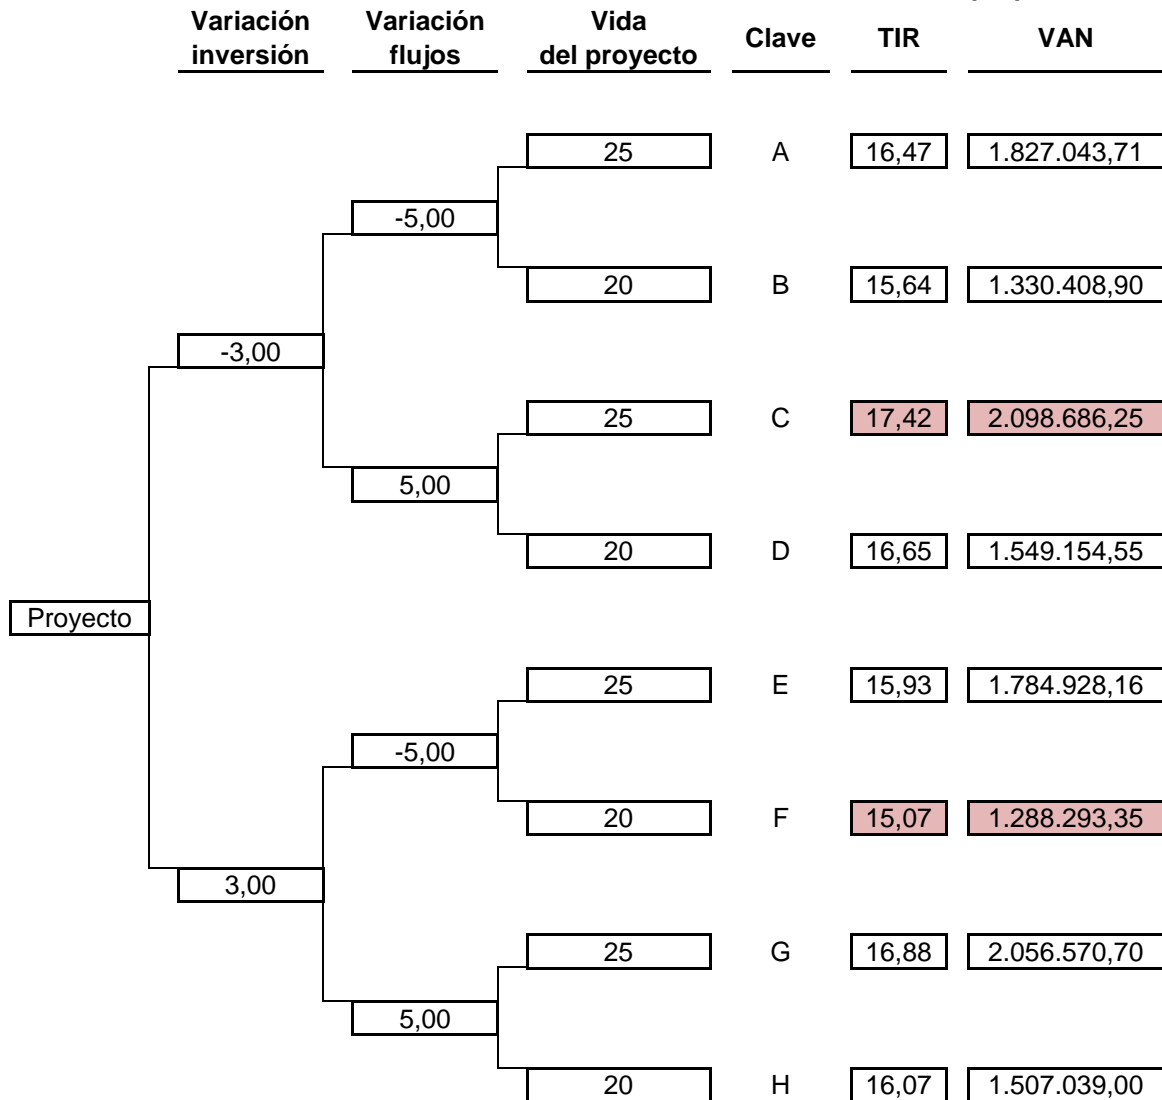 Variación inversión
Variación flujos
Vida del proyecto
Clave
TIR
VAN
25 A 16,47 1.827.043,71
-5,00
20 B 15,64 1.330.408,90
-3,00
25 C 17,42 2.098.686,25
5,00
20 D 16,65 1.549.154,55
Proyecto
25 E 15,93 1.784.928,16
-5,00
20 F 15,07 1.288.293,35
3,00
25 G 16,88 2.056.570,70
5,00
20 H 16,07 1.507.039,00